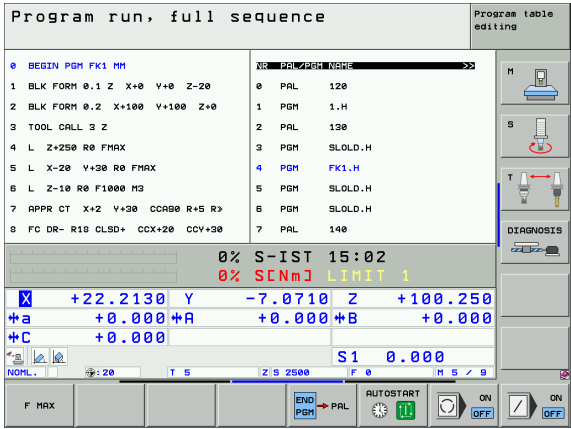 Program run, full sequence
Program table editing
0 BEGIN PGM FK1 MM
1 BLK FORM 0.1 Z X+0 Y+0 Z-20
2 BLK FORM 0.2 X+100 Y+100 Z+0
3 TOOL CALL 3 Z
4 L Z+250 R0 FMAX
5 L X-20 Y+30 R0 FMAX
6 L Z-10 R0 F1000 M3
7 APPR CT X+2 Y+30 CCA90 R+5 R»
8 FC DR- R18 CLSD+ CCX+20 CCY+30
NR PAL/PGM NAME >>
0 PAL 120
1 PGM 1.H
2 PAL 130
3 PGM SLOLD.H
4 PGM FK1.H
5 PGM SLOLD.H
6 PGM SLOLD.H
7 PAL 140
M
S
T
DIAGNOSIS
0% S-IST 15:02
0% S[Nm] LIMIT 1
X +22.2130 Y -7.0710 Z +100.250
a +0.000 A +0.000 B +0.000
C +0.000
S1 0.000
NOML. :20 T 5 Z S 2500 F 0 M 5 / 9
F MAX
END PGM → PAL
AUTOSTART
ON OFF
ON OFF